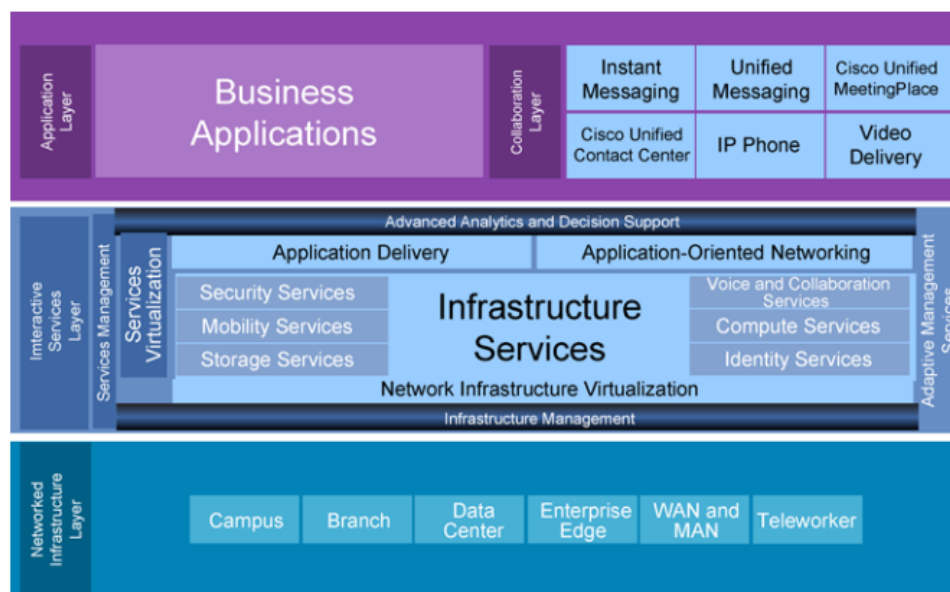 Application
Layer
Business
Applications
Collaboration
Layer
Instant
Messaging
Unified
Messaging
Cisco Unified
MeetingPlace
Cisco Unified
Contact Center
IP Phone
Video
Delivery
Imteractive
Services
Layer
Services Management
Advanced Analytics and Decision Support
Services
Virtualization
Application Delivery
Application-Oriented Networking
Security Services
Mobility Services
Storage Services
Infrastructure
Services
Voice and Collaboration
Services
Compute Services
Identity Services
Network Infrastructure Virtualization
Infrastructure Management
Adaptive Management
Services
Networked
Infrastructure
Layer
Campus
Branch
Data
Center
Enterprise
Edge
WAN and
MAN
Teleworker